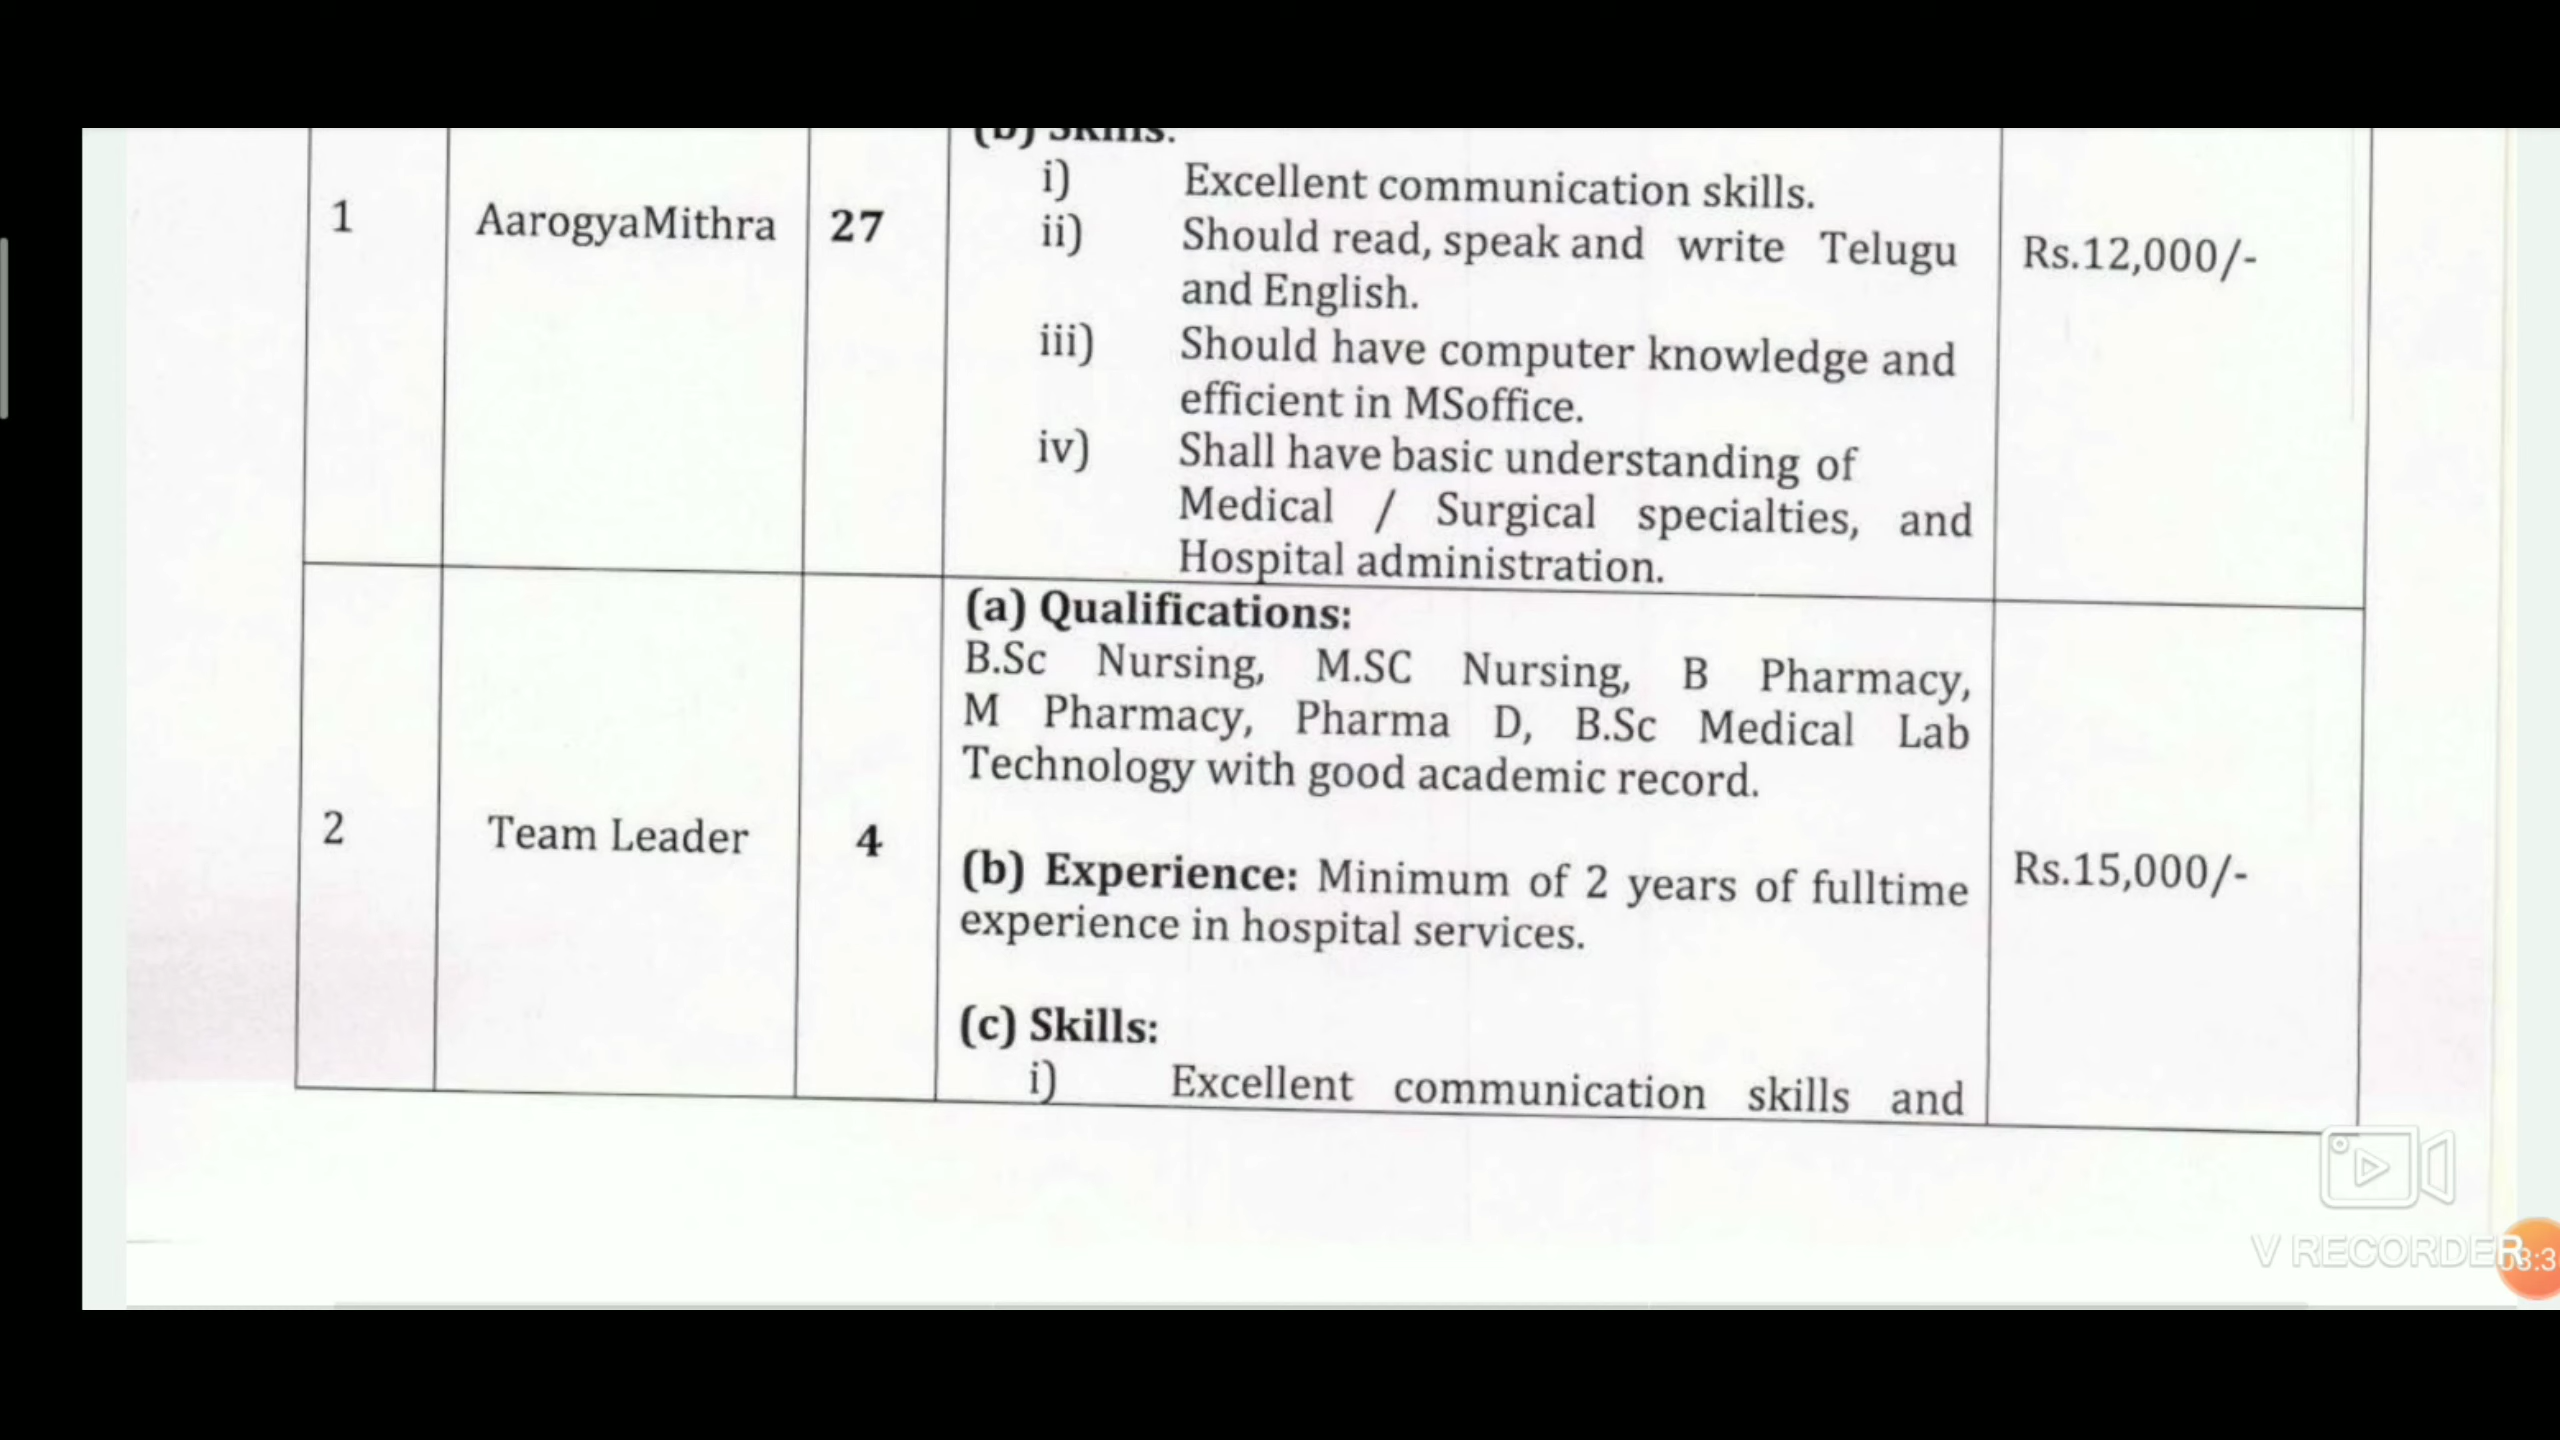 (b) Skills:
i) Excellent communication skills.
ii) Should read, speak and write Telugu
and English.
iii) Should have computer knowledge and
efficient in MSoffice.
iv) Shall have basic understanding of
Medical / Surgical specialties, and
Hospital administration.
1 AarogyaMithra 27 Rs.12,000/-
(a) Qualifications:
B.Sc Nursing, M.SC Nursing, B Pharmacy,
M Pharmacy, Pharma D, B.Sc Medical Lab
Technology with good academic record.
2 Team Leader 4 Rs.15,000/-
(b) Experience: Minimum of 2 years of fulltime
experience in hospital services.
(c) Skills:
i) Excellent communication skills and
V RECORDER